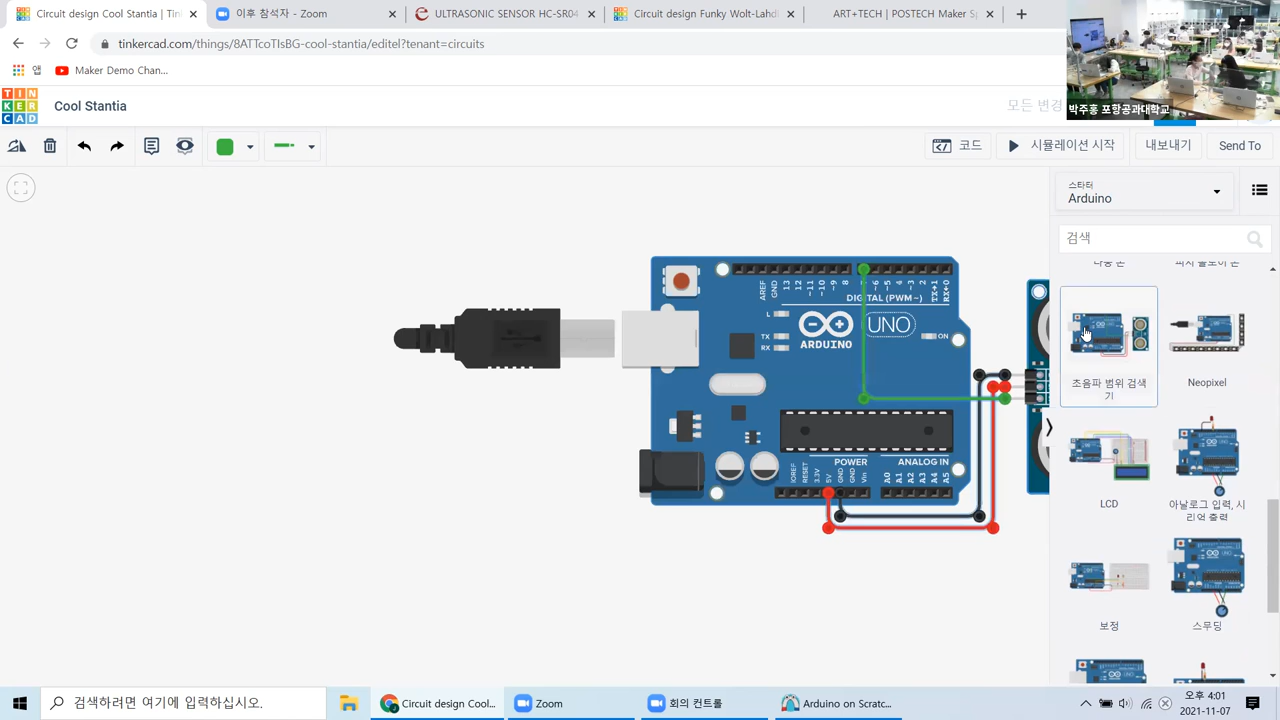 Circuit design Cool Stantia | Tin
이후 참석자 - Zoom
ULTRASONIC SENSOR
Circuit design Funky Wolt-Lahd
ART+TECH | POSTECH Maker S
tinkercad.com/things/8ATTcoTIsBG-cool-stantia/editel?tenant=circuits
앱
Maker Demo Chan...
박주홍 포항공과대학교
TINKERCAD
Cool Stantia
모든 변경
코드
시뮬레이션 시작
내보내기
Send To
스타터
Arduino
검색
AREF
GND
13
12
~11
~10
~9
8
~6
~5
4
~3
2
TX→1
RX←0
DIGITAL (PWM~)
L
TX
RX
UNO
ARDUINO
ON
POWER
ANALOG IN
IOREF
RESET
3.3V
5V
GND
GND
Vin
A0
A1
A2
A3
A4
A5
초음파 범위 검색
기
Neopixel
LCD
아날로그 입력, 시
리얼 출력
보정
스무딩
검색하려면 여기에 입력하십시오.
Circuit design Cool...
Zoom
회의 컨트롤
Arduino on Scratc...
오후 4:01
2021-11-07